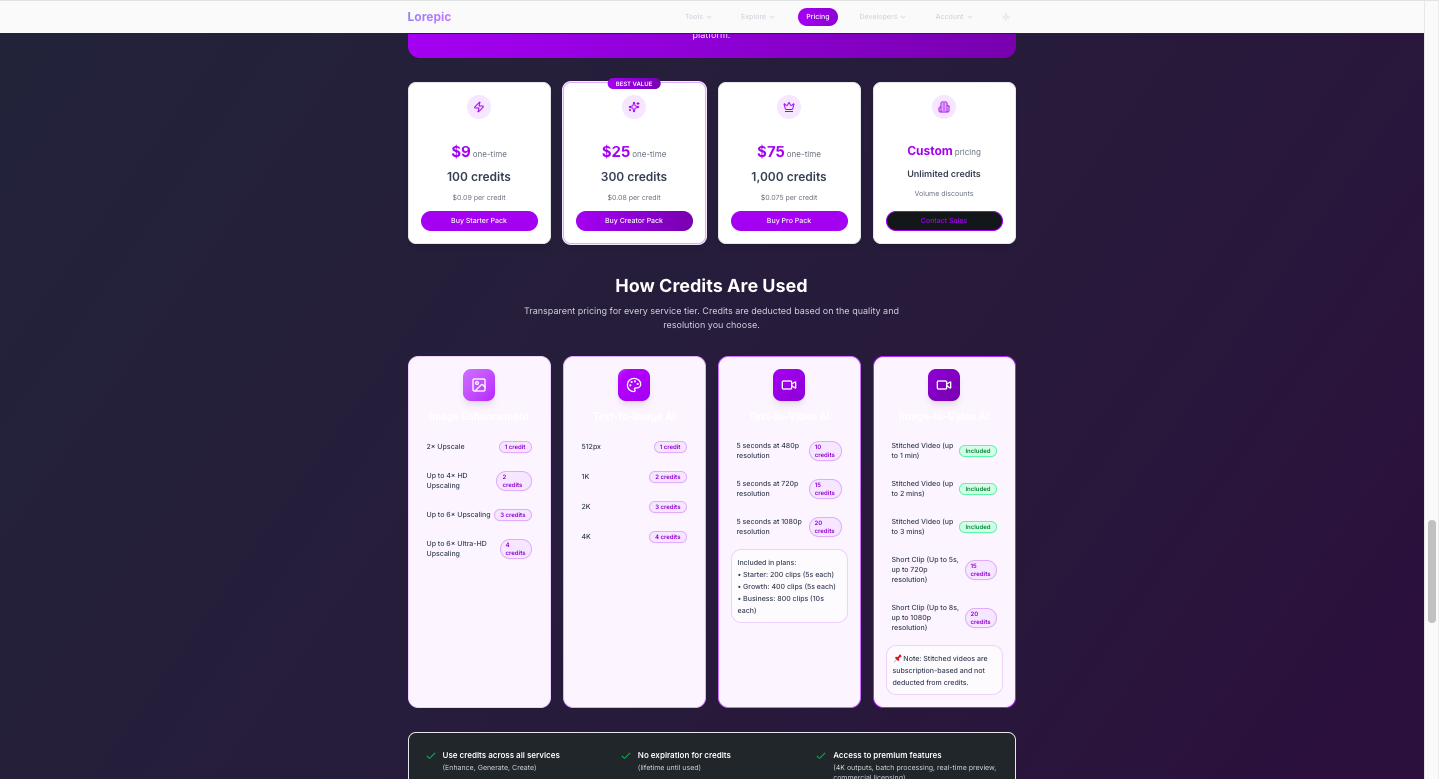 Lorepic
Tools
Explore
Pricing
Developers
Account
platform.
BEST VALUE
$9 one-time
100 credits
$0.09 per credit
Buy Starter Pack
$25 one-time
300 credits
$0.08 per credit
Buy Creator Pack
$75 one-time
1,000 credits
$0.075 per credit
Buy Pro Pack
Custom pricing
Unlimited credits
Volume discounts
Contact Sales
How Credits Are Used
Transparent pricing for every service tier. Credits are deducted based on the quality and
resolution you choose.
Image Enhancement
2× Upscale
1 credit
Up to 4× HD
Upscaling
2
credits
Up to 6× Upscaling
3 credits
Up to 6× Ultra-HD
Upscaling
4
credits
Text-to-Image AI
512px
1 credit
1K
2 credits
2K
3 credits
4K
4 credits
Text-to-Video AI
5 seconds at 480p
resolution
10
credits
5 seconds at 720p
resolution
15
credits
5 seconds at 1080p
resolution
20
credits
Included in plans:
• Starter: 200 clips (5s each)
• Growth: 400 clips (5s each)
• Business: 800 clips (10s
each)
Image-to-Video AI
Stitched Video (up
to 1 min)
Included
Stitched Video (up
to 2 mins)
Included
Stitched Video (up
to 3 mins)
Included
Short Clip (Up to 5s,
up to 720p
resolution)
15
credits
Short Clip (Up to 8s,
up to 1080p
resolution)
20
credits
📌 Note: Stitched videos are
subscription-based and not
deducted from credits.
Use credits across all services
(Enhance, Generate, Create)
No expiration for credits
(lifetime until used)
Access to premium features
(4K outputs, batch processing, real-time preview,
commercial licensing)